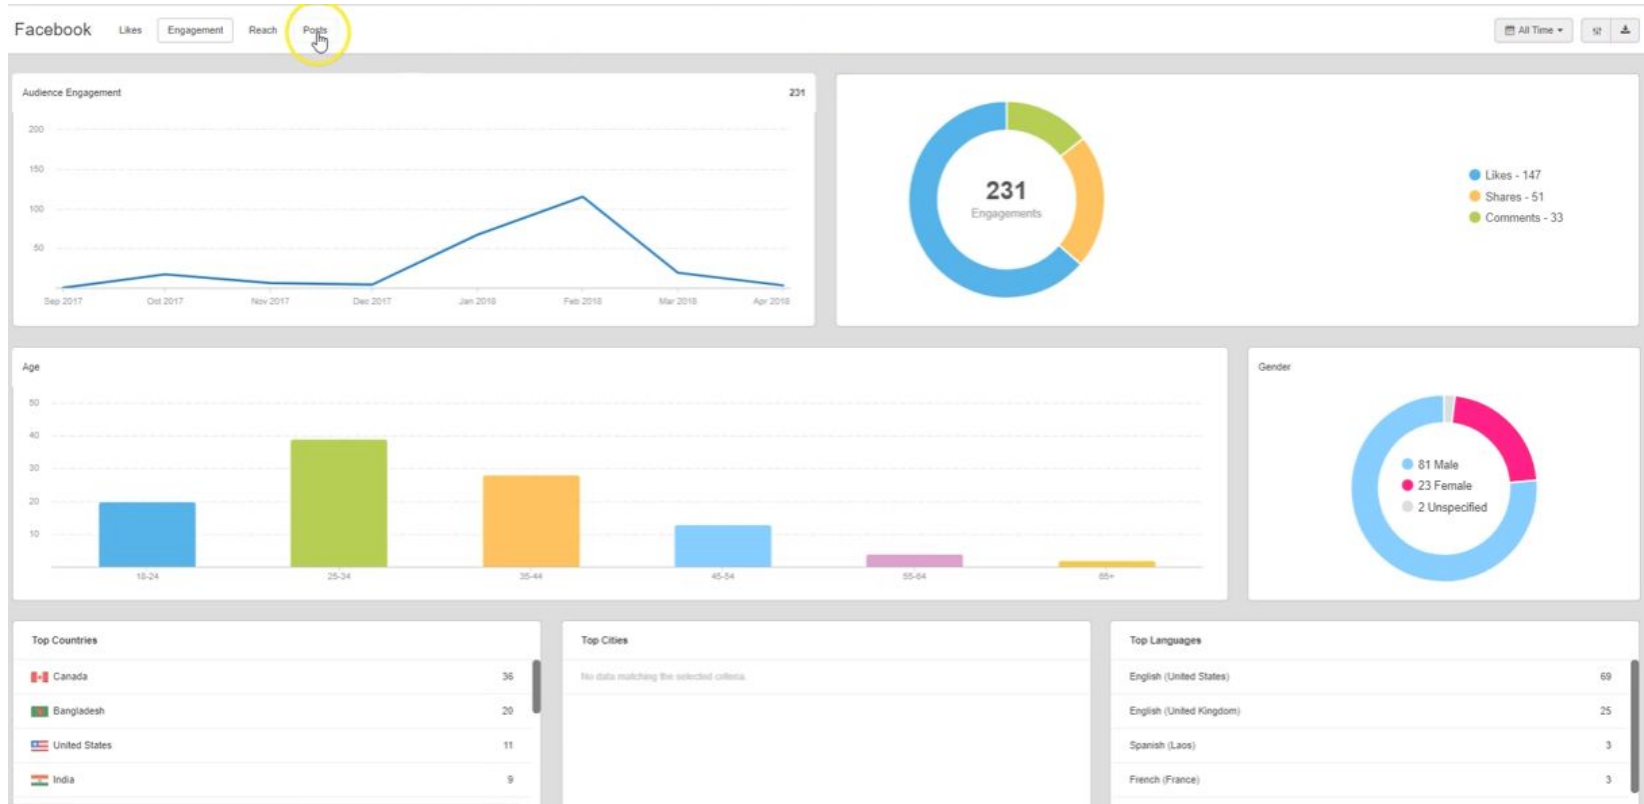 Facebook Likes Engagement Reach Posts All Time
Audience Engagement 231
200
150
100
50
Sep 2017 Oct 2017 Nov 2017 Dec 2017 Jan 2018 Feb 2018 Mar 2018 Apr 2018
231
Engagements
Likes - 147
Shares - 51
Comments - 33
Age
50
40
30
20
10
18-24 25-34 35-44 45-54 55-64 65+
Gender
81 Male
23 Female
2 Unspecified
Top Countries
Canada 36
Bangladesh 20
United States 11
India 9
Top Cities
No data matching the selected criteria.
Top Languages
English (United States) 69
English (United Kingdom) 25
Spanish (Laos) 3
French (France) 3